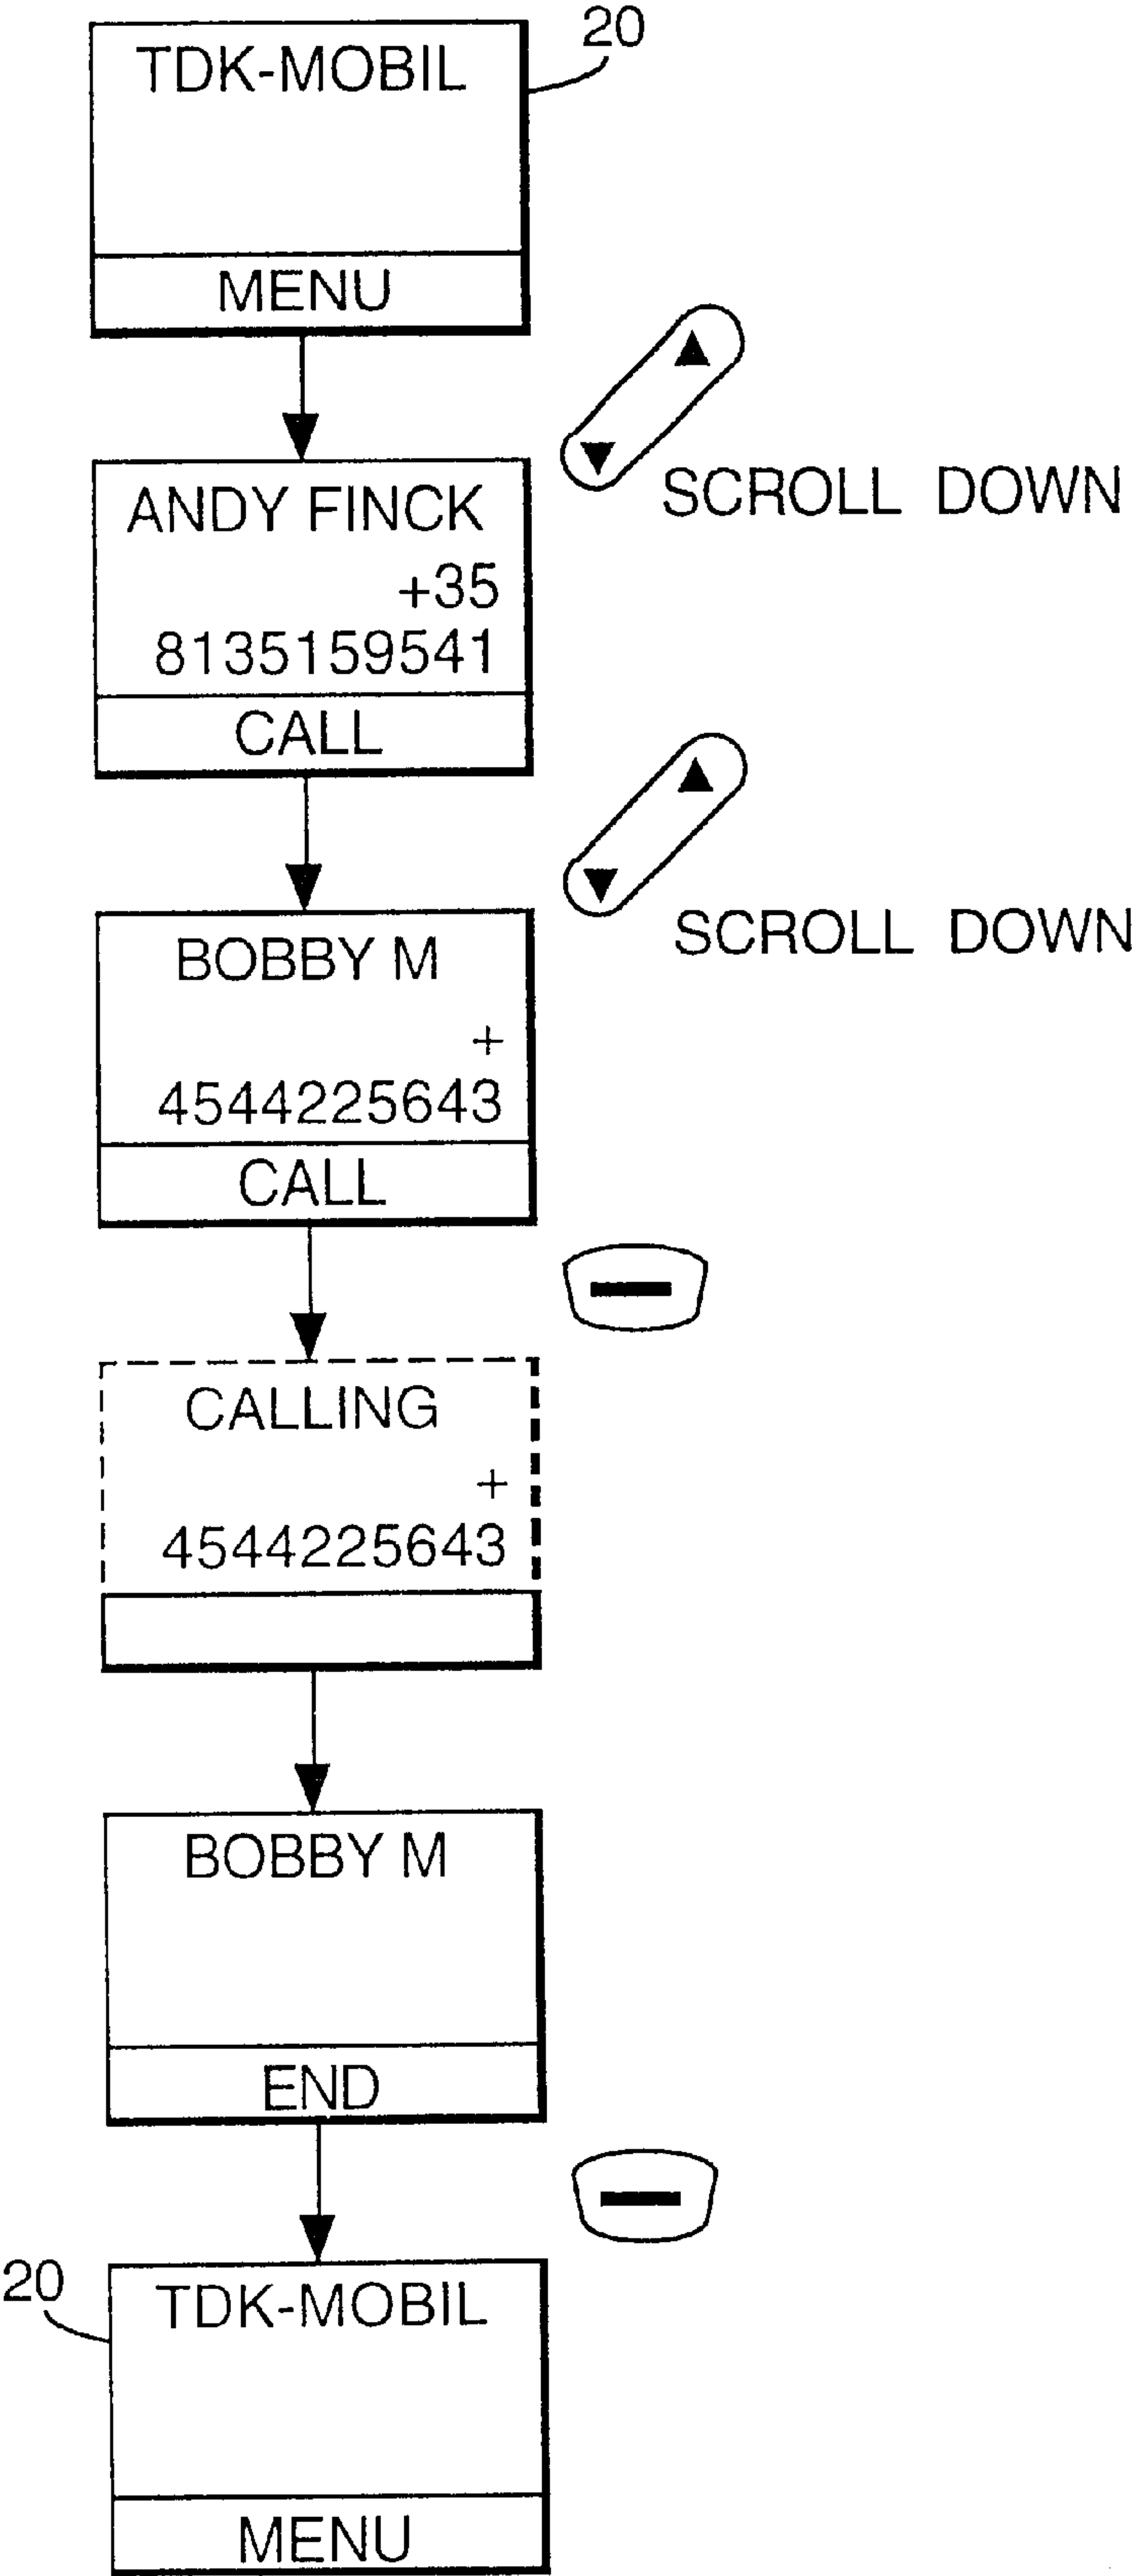 20
TDK-MOBIL
MENU
SCROLL DOWN
ANDY FINCK
+35
8135159541
CALL
SCROLL DOWN
BOBBY M
+
4544225643
CALL
CALLING
+
4544225643
BOBBY M
END
20
TDK-MOBIL
MENU